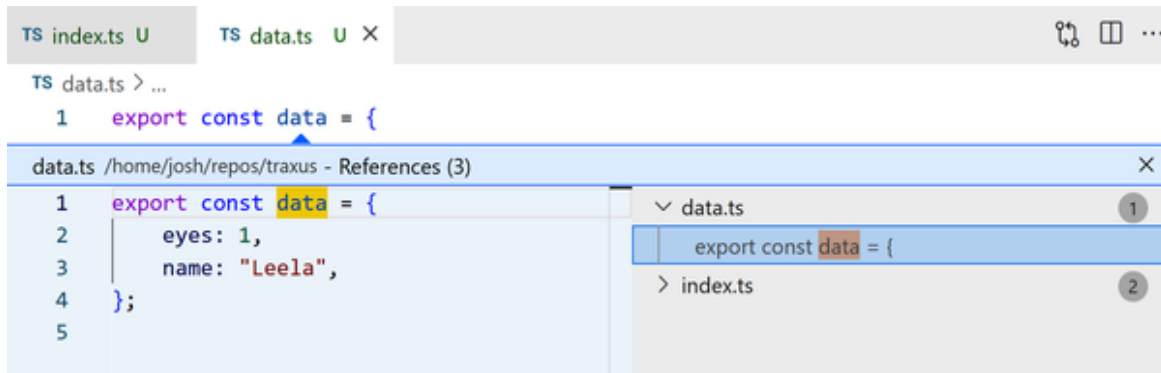 TS index.ts U TS data.ts U ×
TS data.ts > ...
1 export const data = {
data.ts /home/josh/repos/traxus - References (3)
1 export const data = {
2 eyes: 1,
3 name: "Leela",
4 };
5
data.ts 1
export const data = {
index.ts 2